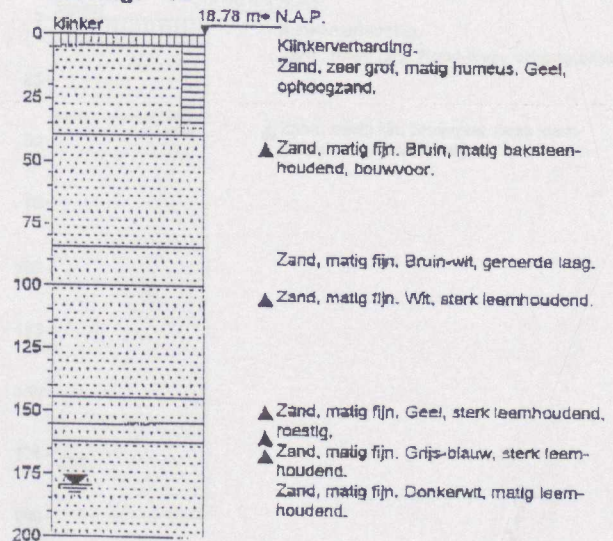 klinker
18.78 m+ N.A.P.
0
Klinkerverharding.
Zand, zeer grof, matig humeus. Geel,
ophoogzand.
25
50
Zand, matig fijn. Bruin, matig baksteen-
houdend, bouwvoor.
75
Zand, matig fijn. Bruin-wit, geroerde laag.
100
Zand, matig fijn. Wit, sterk leemhoudend.
125
150
Zand, matig fijn. Geel, sterk leemhoudend,
roestig.
Zand, matig fijn. Grijs-blauw, sterk leem-
houdend.
175
Zand, matig fijn. Donkerwit, matig leem-
houdend.
200